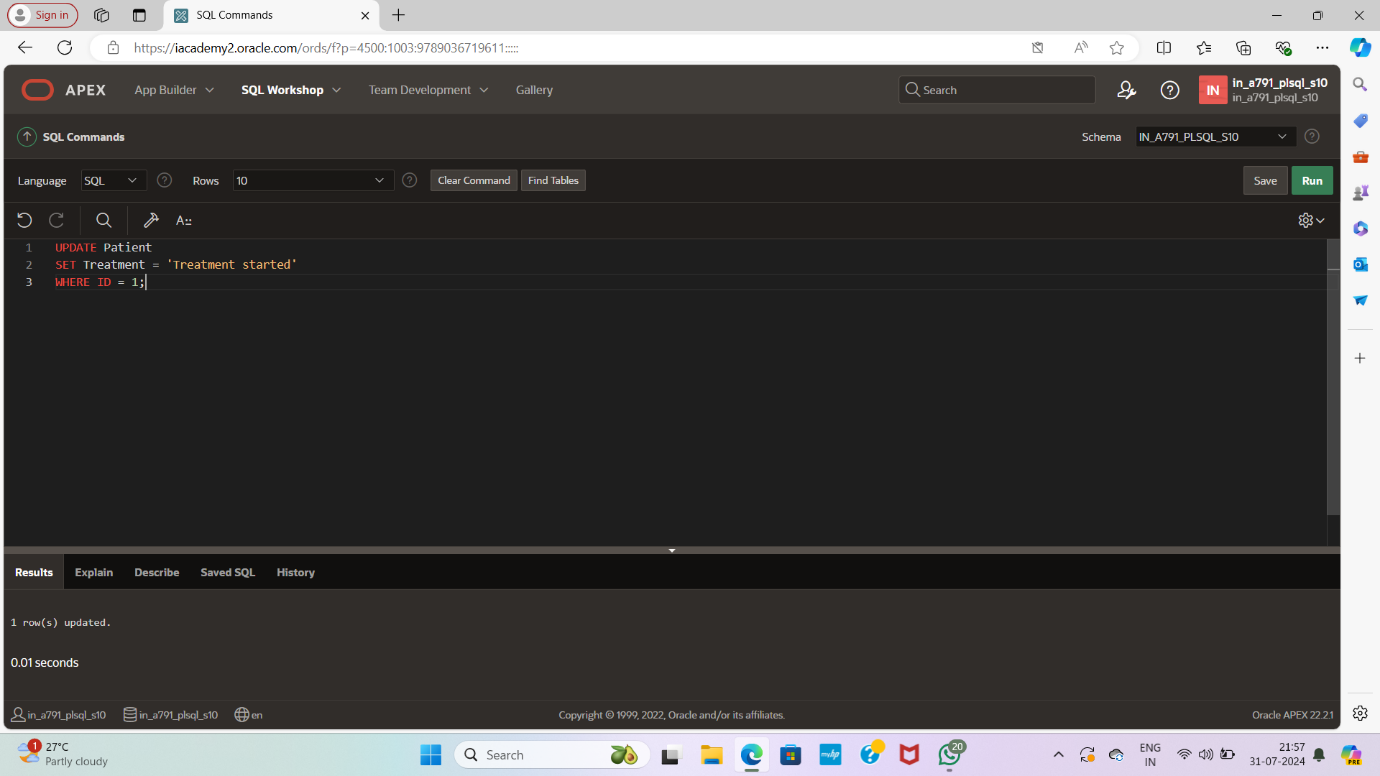 Sign in
SQL Commands
https://iacademy2.oracle.com/ords/f?p=4500:1003:9789036719611:::::
APEX App Builder SQL Workshop Team Development Gallery Search IN in_a791_plsql_s10
in_a791_plsql_s10
SQL Commands Schema IN_A791_PLSQL_S10
Language SQL Rows 10 Clear Command Find Tables Save Run
A::
1 UPDATE Patient
2 SET Treatment = 'Treatment started'
3 WHERE ID = 1;
Results Explain Describe Saved SQL History
1 row(s) updated.
0.01 seconds
in_a791_plsql_s10 in_a791_plsql_s10 en Copyright © 1999, 2022, Oracle and/or its affiliates. Oracle APEX 22.2.1
1 27°C Search myhp 20 ENG 21:57
Partly cloudy IN 31-07-2024 PRE